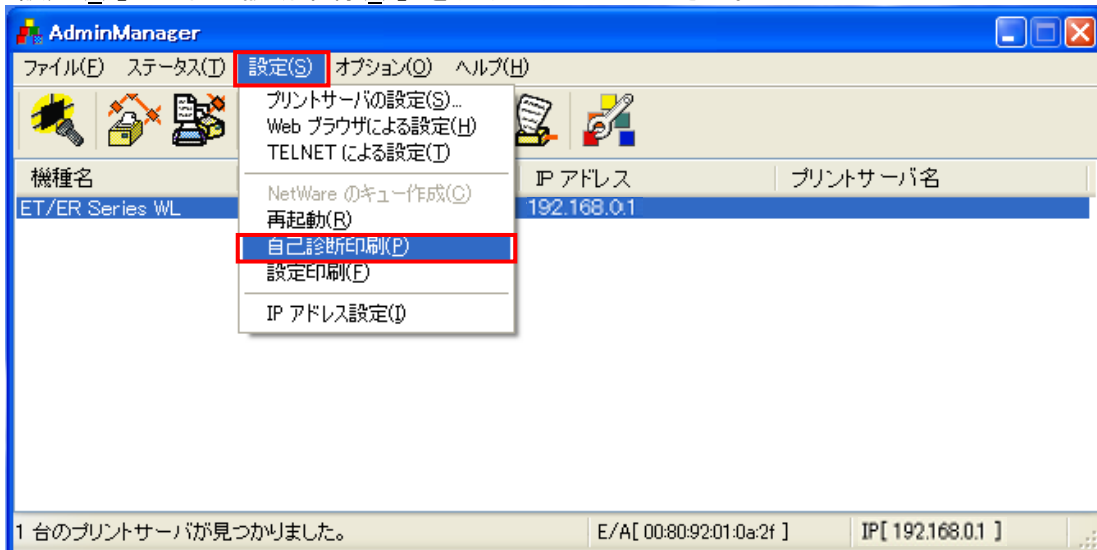 AdminManager
ファイル(F) ステータス(T) 設定(S) オプション(O) ヘルプ(H)
プリントサーバの設定(S)...
Web ブラウザによる設定(H)
TELNET による設定(T)
NetWare のキュー作成(C)
再起動(R)
自己診断印刷(P)
設定印刷(F)
IP アドレス設定(I)
機種名 IP アドレス プリントサーバ名
ET/ER Series WL 192.168.0.1
1 台のプリントサーバが見つかりました。 E/A[ 00:80:92:01:0a:2f ] IP[ 192.168.0.1 ]